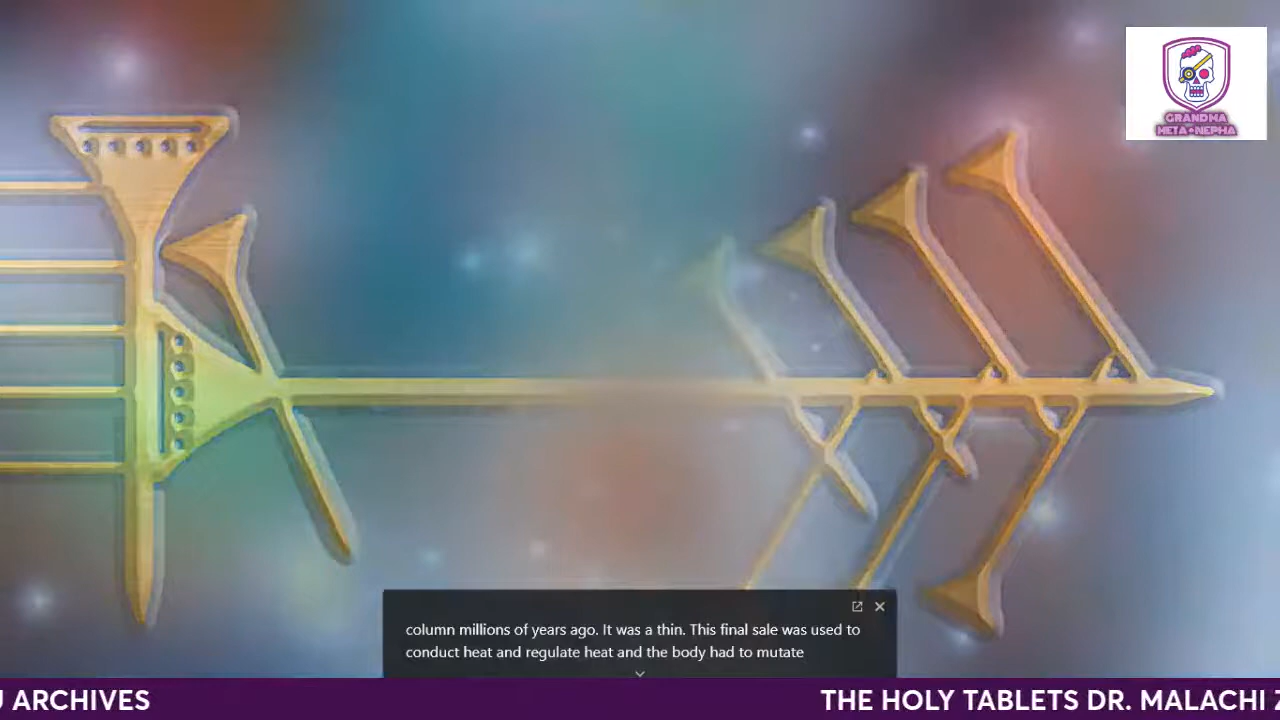 GRANDMA
META•NEPHA
column millions of years ago. It was a thin. This final sale was used to
conduct heat and regulate heat and the body had to mutate
U ARCHIVES
THE HOLY TABLETS DR. MALACHI